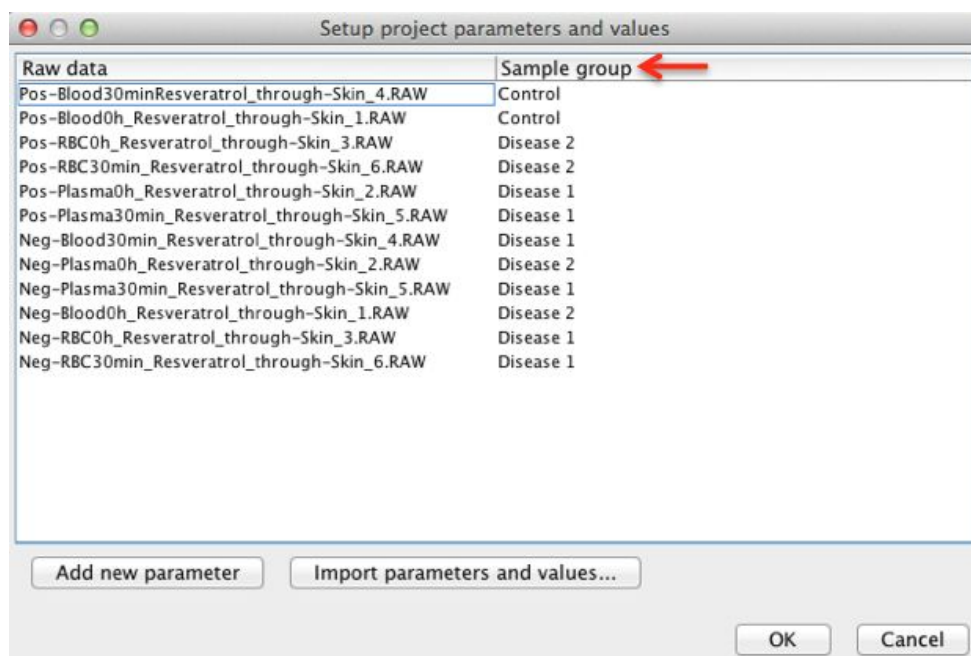 Setup project parameters and values
Raw data Sample group
Pos-Blood30minResveratrol_through-Skin_4.RAW Control
Pos-Blood0h_Resveratrol_through-Skin_1.RAW Control
Pos-RBC0h_Resveratrol_through-Skin_3.RAW Disease 2
Pos-RBC30min_Resveratrol_through-Skin_6.RAW Disease 2
Pos-Plasma0h_Resveratrol_through-Skin_2.RAW Disease 1
Pos-Plasma30min_Resveratrol_through-Skin_5.RAW Disease 1
Neg-Blood30min_Resveratrol_through-Skin_4.RAW Disease 1
Neg-Plasma0h_Resveratrol_through-Skin_2.RAW Disease 2
Neg-Plasma30min_Resveratrol_through-Skin_5.RAW Disease 1
Neg-Blood0h_Resveratrol_through-Skin_1.RAW Disease 2
Neg-RBC0h_Resveratrol_through-Skin_3.RAW Disease 1
Neg-RBC30min_Resveratrol_through-Skin_6.RAW Disease 1
Add new parameter Import parameters and values...
OK Cancel